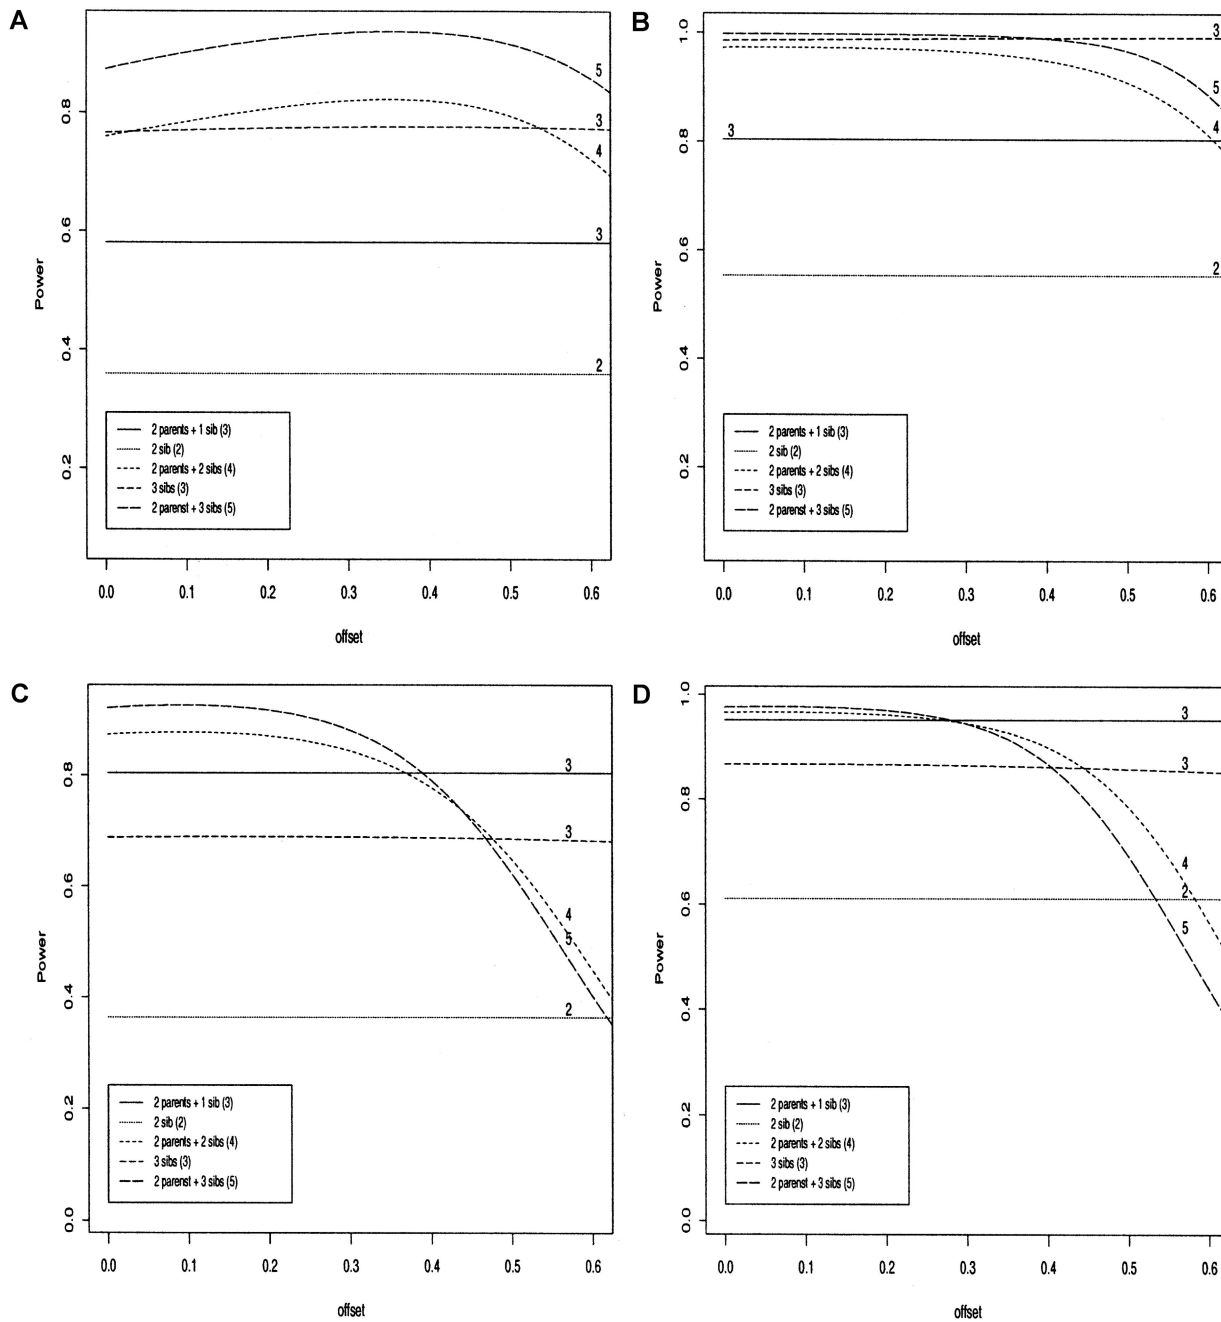 A
Power
0.8
0.6
0.4
0.2
5
3
4
3
2
2 parents + 1 sib (3)
2 sib (2)
2 parents + 2 sibs (4)
3 sibs (3)
2 parenst + 3 sibs (5)
0.0 0.1 0.2 0.3 0.4 0.5 0.6
offset
B
Power
1.0
0.8
0.6
0.4
0.2
3
5
4
3
2
2 parents + 1 sib (3)
2 sib (2)
2 parents + 2 sibs (4)
3 sibs (3)
2 parenst + 3 sibs (5)
0.0 0.1 0.2 0.3 0.4 0.5 0.6
offset
C
Power
0.8
0.6
0.4
0.2
0.0
3
3
4
5
2
2 parents + 1 sib (3)
2 sib (2)
2 parents + 2 sibs (4)
3 sibs (3)
2 parenst + 3 sibs (5)
0.0 0.1 0.2 0.3 0.4 0.5 0.6
offset
D
Power
1.0
0.8
0.6
0.4
0.2
0.0
3
3
4
2
5
2 parents + 1 sib (3)
2 sib (2)
2 parents + 2 sibs (4)
3 sibs (3)
2 parenst + 3 sibs (5)
0.0 0.1 0.2 0.3 0.4 0.5 0.6
offset